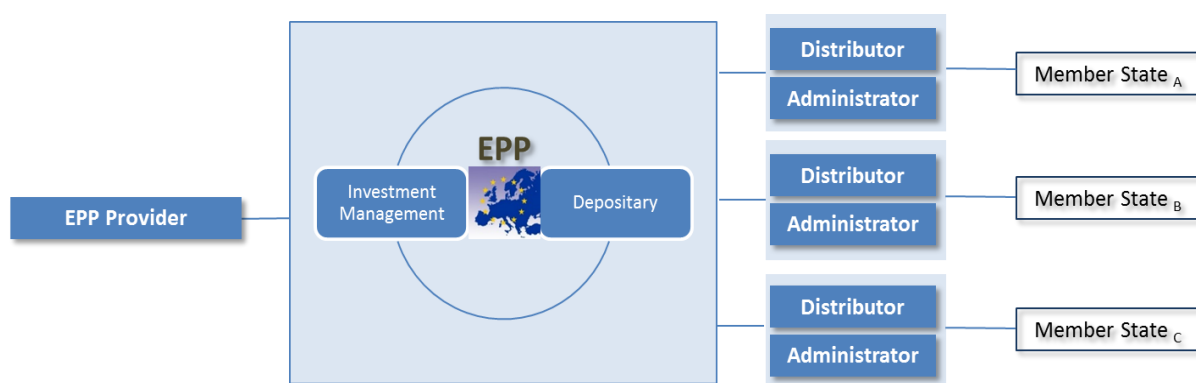 EPP Provider
EPP
Investment
Management
Depositary
Distributor
Administrator
Member State A
Distributor
Administrator
Member State B
Distributor
Administrator
Member State C